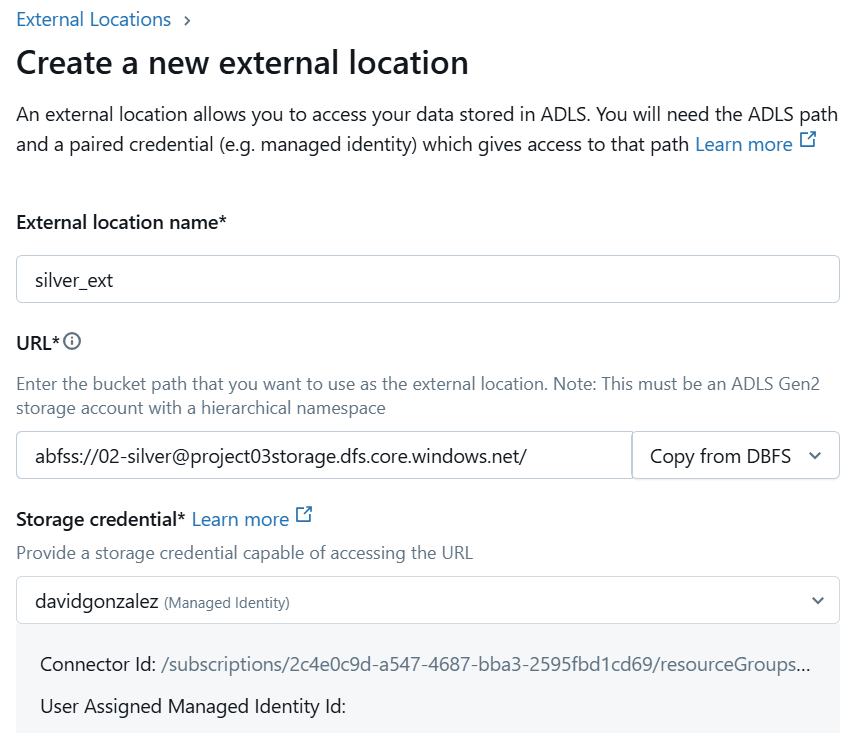 External Locations >
Create a new external location
An external location allows you to access your data stored in ADLS. You will need the ADLS path
and a paired credential (e.g. managed identity) which gives access to that path Learn more
External location name*
silver_ext
URL*
Enter the bucket path that you want to use as the external location. Note: This must be an ADLS Gen2
storage account with a hierarchical namespace
abfss://02-silver@project03storage.dfs.core.windows.net/ Copy from DBFS
Storage credential* Learn more
Provide a storage credential capable of accessing the URL
davidgonzalez (Managed Identity)
Connector Id: /subscriptions/2c4e0c9d-a547-4687-bba3-2595fbd1cd69/resourceGroups...
User Assigned Managed Identity Id: